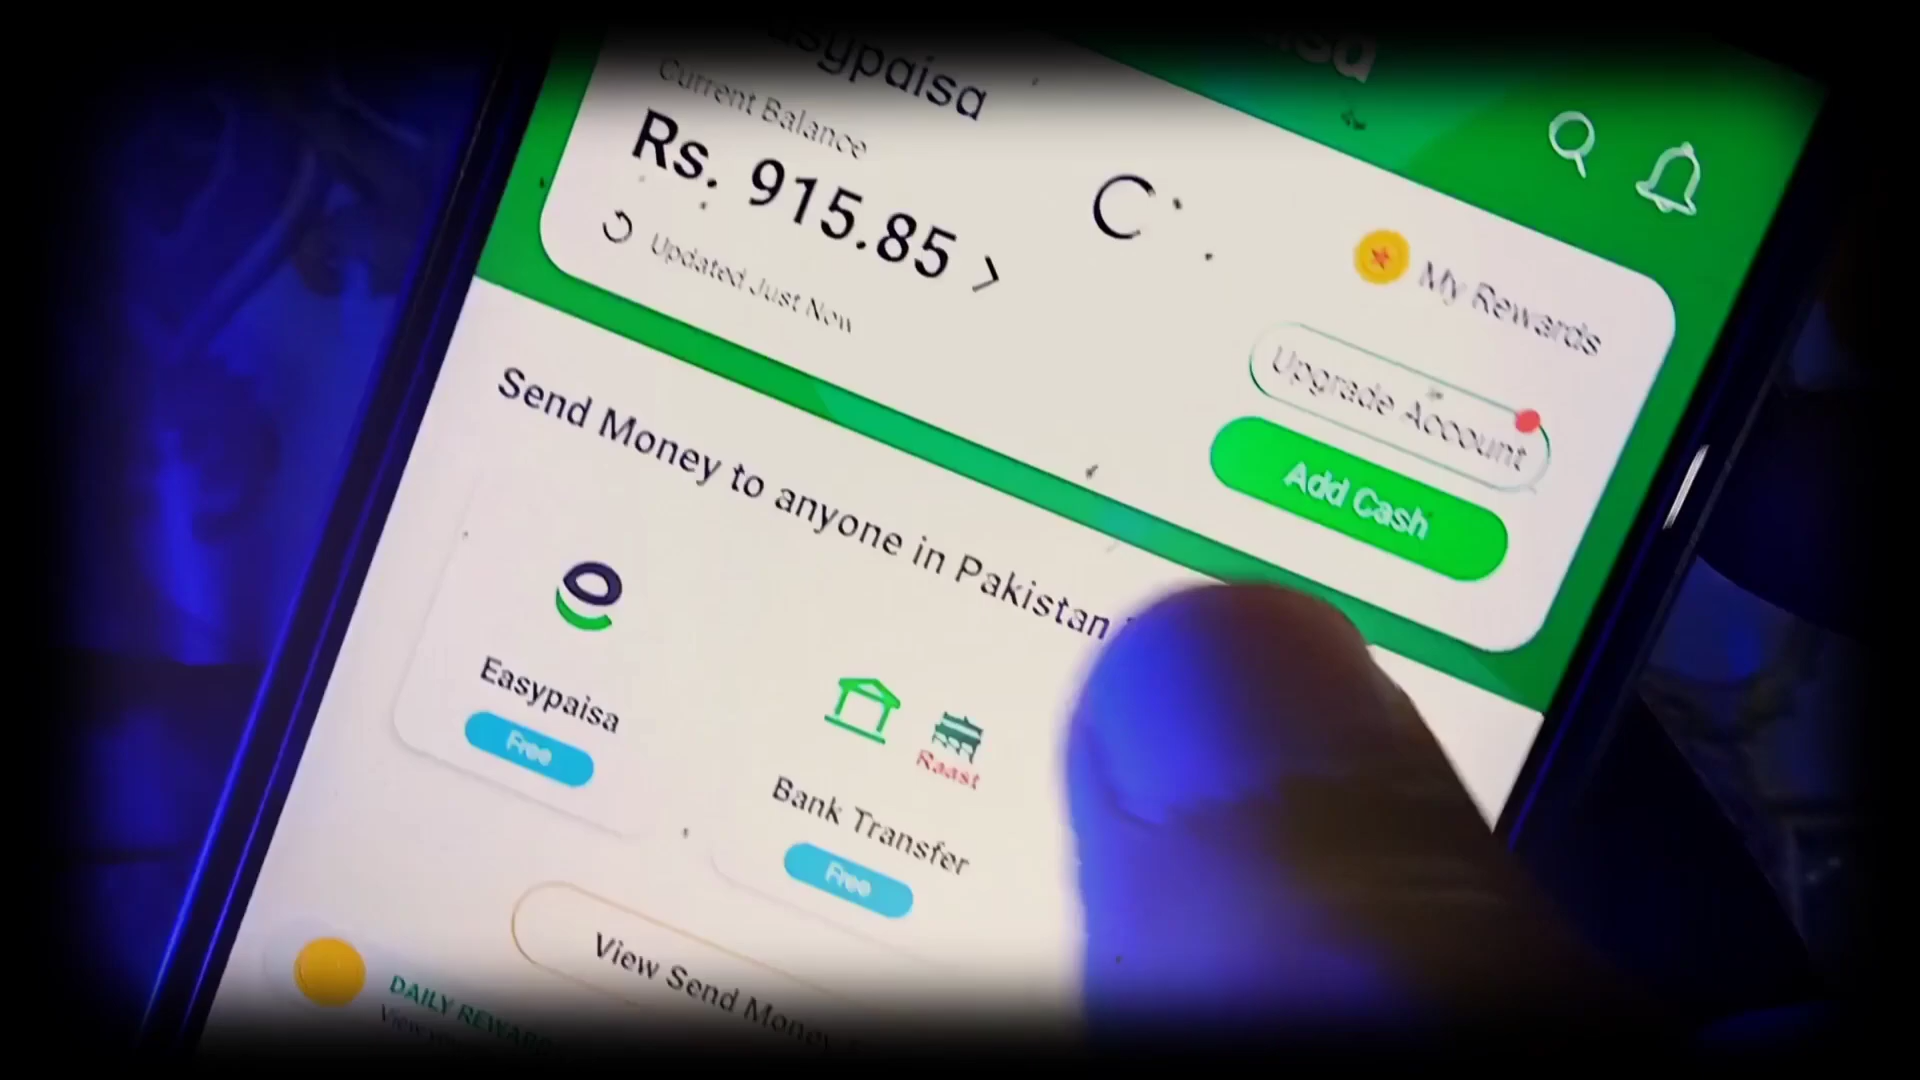 easypaisa
Current Balance
Rs. 915.85
Updated Just Now
My Rewards
Upgrade Account
Add Cash
Send Money to anyone in Pakistan
Easypaisa
Free
Raast
Bank Transfer
Free
View Send Money
DAILY REWARDS
View